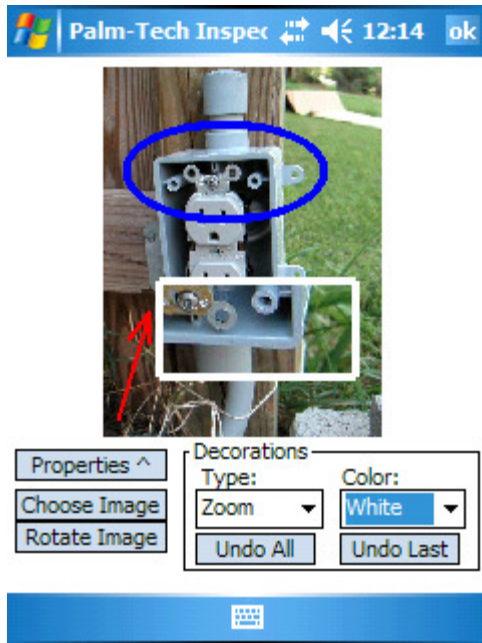 Palm-Tech Inspec 12:14 ok
Properties ^
Choose Image
Rotate Image
Decorations
Type:
Color:
Zoom
White
Undo All
Undo Last